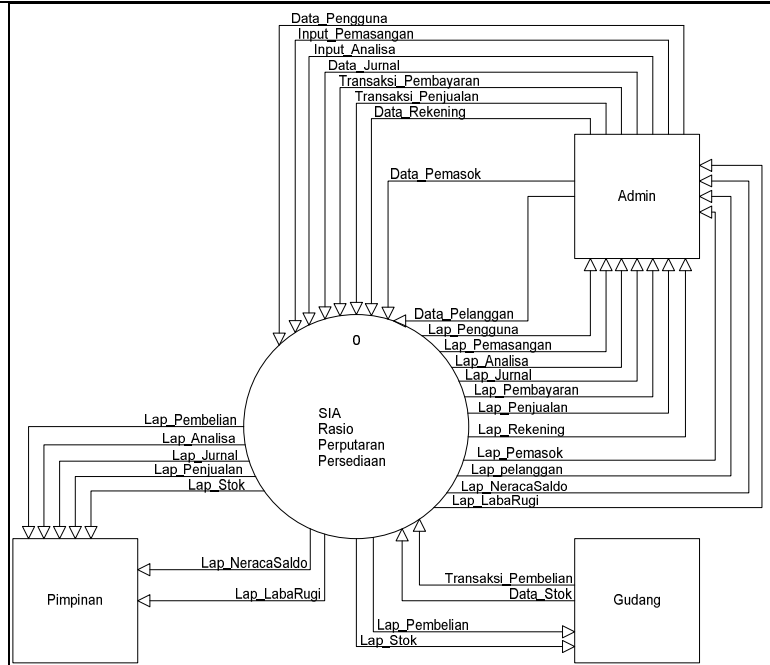 Data_Pengguna
Input_Pemasangan
Input_Analisa
Data_Jurnal
Transaksi_Pembayaran
Transaksi_Penjualan
Data_Rekening
Data_Pemasok
Admin
Data_Pelanggan
Lap_Pengguna
0
Lap_Pemasangan
Lap_Analisa
Lap_Jurnal
Lap_Pembayaran
Lap_Penjualan
Lap_Rekening
SIA
Rasio
Perputaran
Persediaan
Lap_Pembelian
Lap_Analisa
Lap_Jurnal
Lap_Penjualan
Lap_Stok
Lap_Pemasok
Lap_pelanggan
Lap_NeracaSaldo
Lap_LabaRugi
Lap_NeracaSaldo
Lap_LabaRugi
Pimpinan
Transaksi_Pembelian
Data_Stok
Gudang
Lap_Pembelian
Lap_Stok